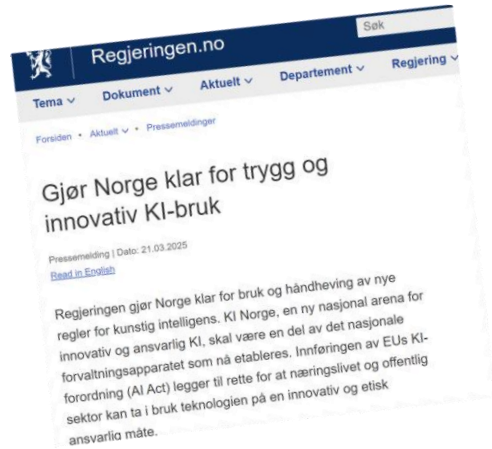 Regjeringen.no
Søk
Tema
Dokument
Aktuelt
Departement
Regjering
Forsiden • Aktuelt • Pressemeldinger
Gjør Norge klar for trygg og
innovativ KI-bruk
Pressemelding | Dato: 21.03.2025
Read in English
Regjeringen gjør Norge klar for bruk og håndheving av nye
regler for kunstig intelligens. KI Norge, en ny nasjonal arena for
innovativ og ansvarlig KI, skal være en del av det nasjonale
forvaltningsapparatet som nå etableres. Innføringen av EUs KI-
forordning (AI Act) legger til rette for at næringslivet og offentlig
sektor kan ta i bruk teknologien på en innovativ og etisk
ansvarlig måte.